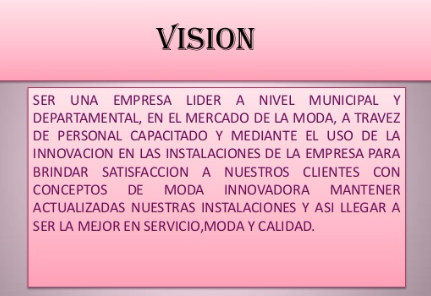 VISION
SER UNA EMPRESA LIDER A NIVEL MUNICIPAL Y
DEPARTAMENTAL, EN EL MERCADO DE LA MODA, A TRAVEZ
DE PERSONAL CAPACITADO Y MEDIANTE EL USO DE LA
INNOVACION EN LAS INSTALACIONES DE LA EMPRESA PARA
BRINDAR SATISFACCION A NUESTROS CLIENTES CON
CONCEPTOS DE MODA INNOVADORA MANTENER
ACTUALIZADAS NUESTRAS INSTALACIONES Y ASI LLEGAR A
SER LA MEJOR EN SERVICIO,MODA Y CALIDAD.